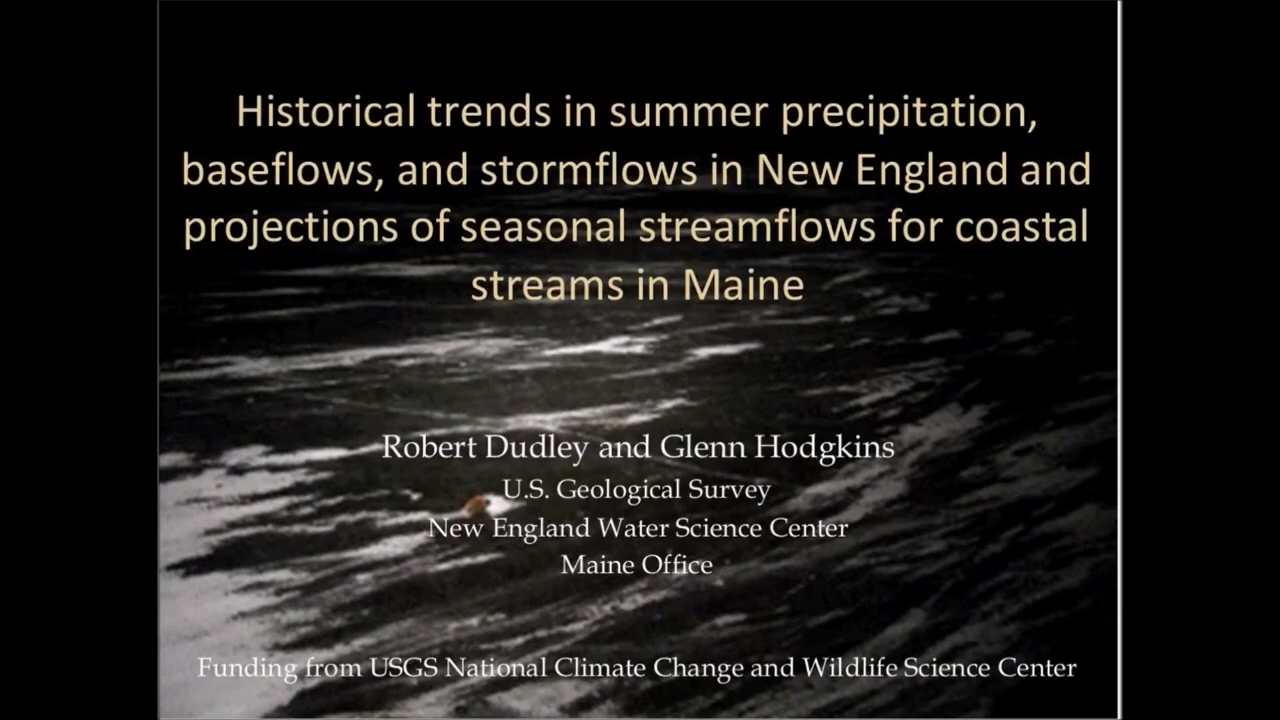 Historical trends in summer precipitation,
baseflows, and stormflows in New England and
projections of seasonal streamflows for coastal
streams in Maine
Robert Dudley and Glenn Hodgkins
U.S. Geological Survey
New England Water Science Center
Maine Office
Funding from USGS National Climate Change and Wildlife Science Center